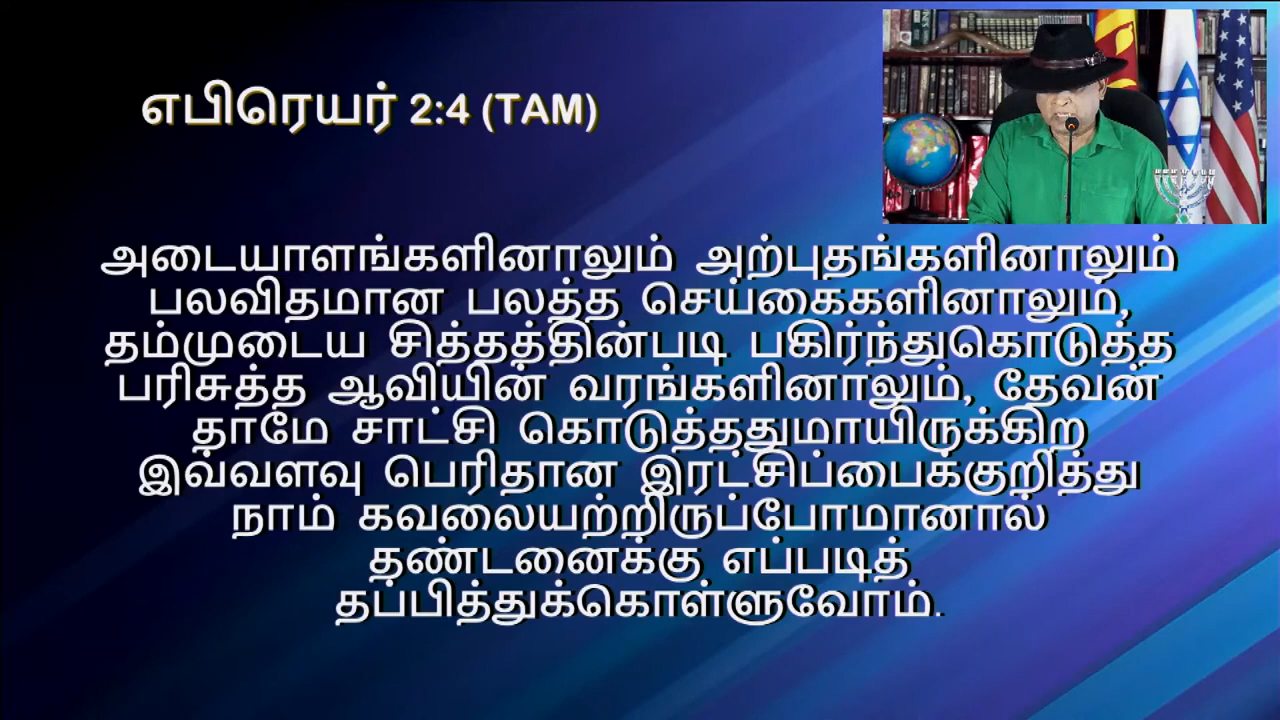 எபிரெயர் 2:4 (TAM)
அடையாளங்களினாலும் அற்புதங்களினாலும்
பலவிதமான பலத்த செய்கைகளினாலும்,
தம்முடைய சித்தத்தின்படி பகிர்ந்துகொடுத்த
பரிசுத்த ஆவியின் வரங்களினாலும், தேவன்
தாமே சாட்சி கொடுத்ததுமாயிருக்கிற
இவ்வளவு பெரிதான இரட்சிப்பைக்குறித்து
நாம் கவலையற்றிருப்போமானால்
தண்டனைக்கு எப்படித்
தப்பித்துக்கொள்ளுவோம்.